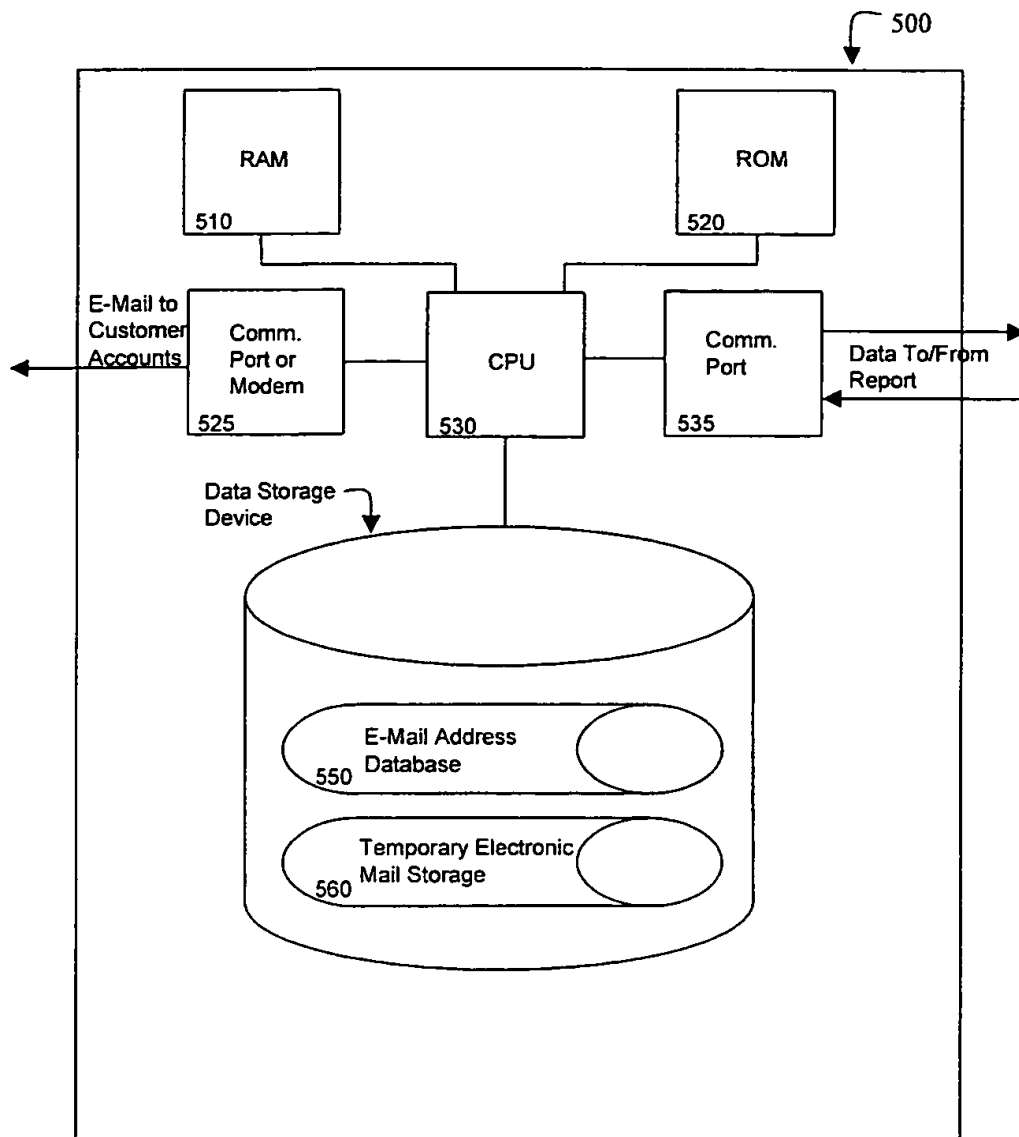 500
RAM
510
ROM
520
E-Mail to
Customer
Accounts
Comm.
Port or
Modem
525
CPU
530
Comm.
Port
535
Data To/From
Report
Data Storage
Device
E-Mail Address
Database
550
Temporary Electronic
Mail Storage
560